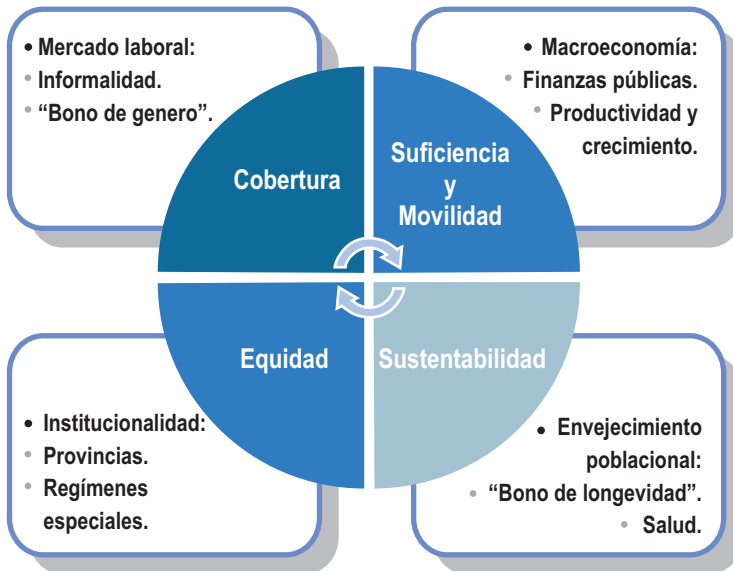 • Mercado laboral:
• Informalidad.
• “Bono de genero”.
• Macroeconomía:
• Finanzas públicas.
• Productividad y
crecimiento.
Cobertura
Suficiencia
y
Movilidad
Equidad
Sustentabilidad
• Institucionalidad:
• Provincias.
• Regímenes
especiales.
• Envejecimiento
poblacional:
• “Bono de longevidad”.
• Salud.